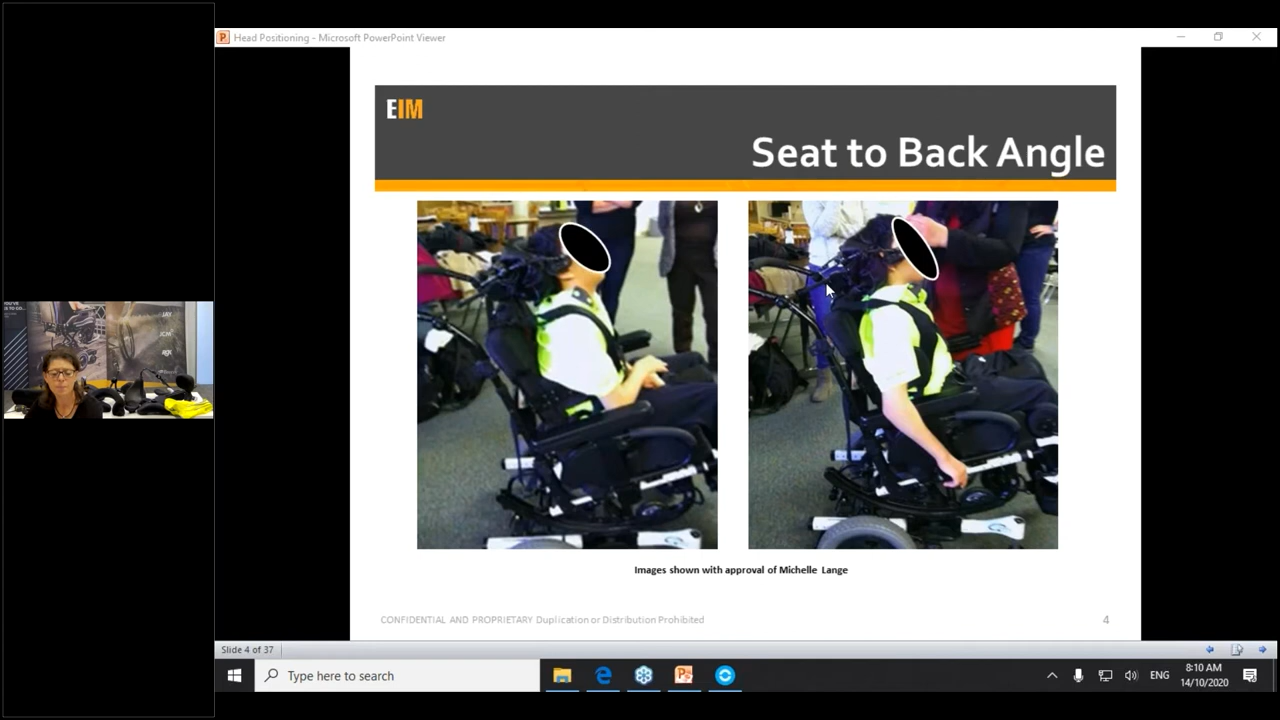 Head Positioning - Microsoft PowerPoint Viewer
EIM
Seat to Back Angle
Images shown with approval of Michelle Lange
CONFIDENTIAL AND PROPRIETARY Duplication or Distribution Prohibited
4
Slide 4 of 37
Type here to search
ENG
8:10 AM
14/10/2020
JAY